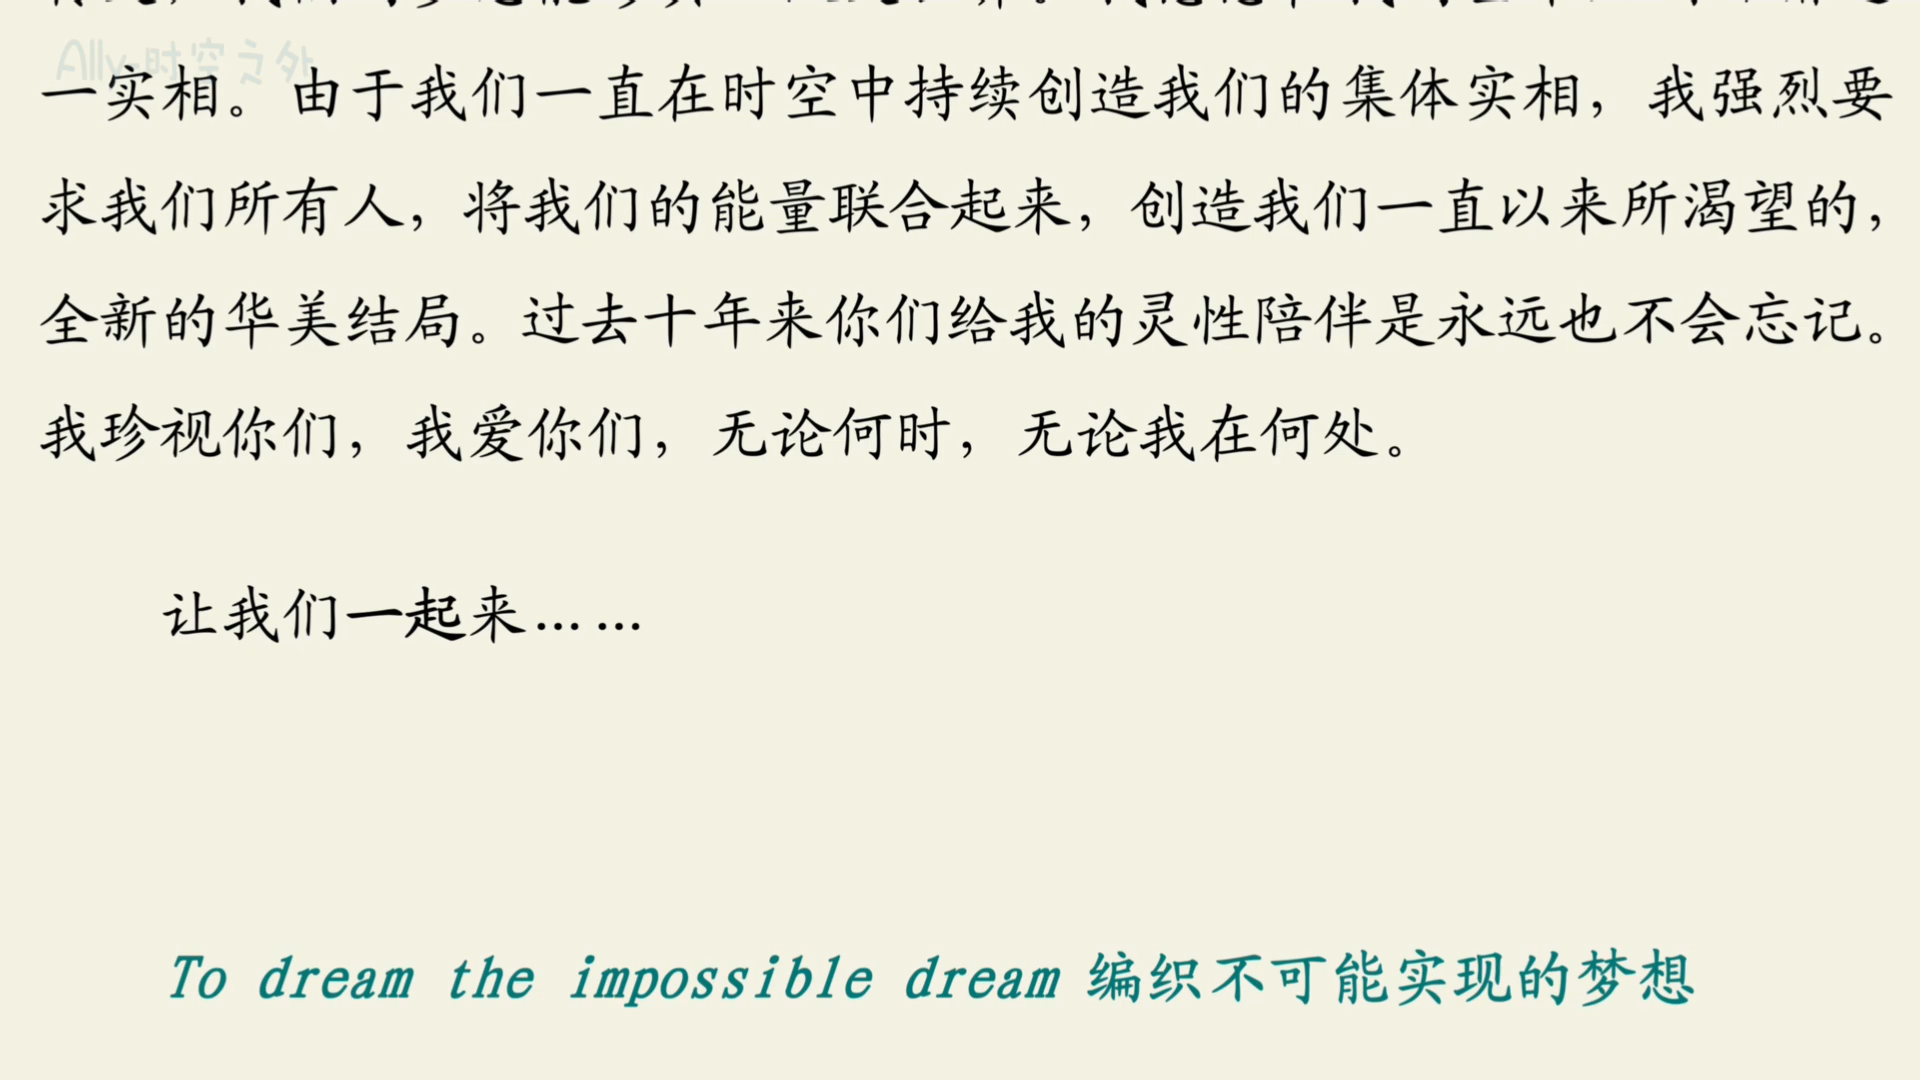 Ally-时空之外
一实相。由于我们一直在时空中持续创造我们的集体实相，我强烈要
求我们所有人，将我们的能量联合起来，创造我们一直以来所渴望的，
全新的华美结局。过去十年来你们给我的灵性陪伴是永远也不会忘记。
我珍视你们，我爱你们，无论何时，无论我在何处。
让我们一起来……
To dream the impossible dream 编织不可能实现的梦想